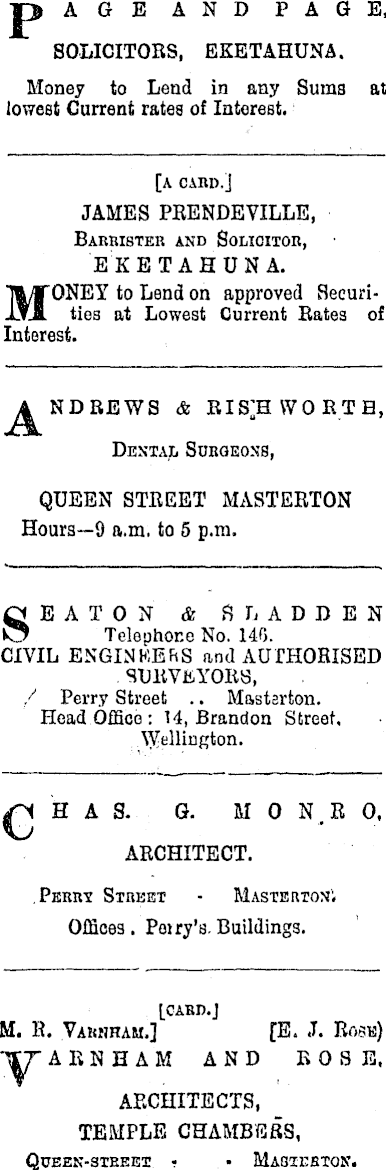 PAGE AND PAGE,
SOLICITORS, EKETAHUNA.
Money to Lend in any Sums at
lowest Current rates of Interest.
[A CARD.]
JAMES PRENDEVILLE,
BARRISTER AND SOLICITOR,
EKETAHUNA.
MONEY to Lend on approved Securi-
ties at Lowest Current Rates of
Interest.
ANDREWS & RISHWORTH,
DENTAL SURGEONS,
QUEEN STREET MASTERTON
Hours—9 a.m. to 5 p.m.
SEATON & SLADDEN
Telephone No. 146.
CIVIL ENGINEERS and AUTHORISED
SURVEYORS,
Perry Street .. Masterton.
Head Office: 14, Brandon Street,
Wellington.
CHAS. G. MONRO,
ARCHITECT.
PERRY STREET - MASTERTON.
Offices. Perry's Buildings.
[CARD.]
M. R. VARNHAM.] [E. J. ROSE)
VARNHAM AND ROSE,
ARCHITECTS,
TEMPLE CHAMBERS,
QUEEN-STREET - - MASTERTON.